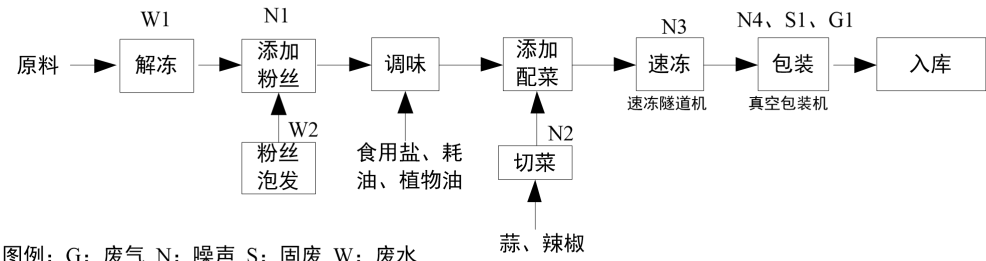 W1
N1
N3
N4、S1、G1
原料
解冻
添加
粉丝
调味
添加
配菜
速冻
包装
入库
速冻隧道机
真空包装机
W2
粉丝
泡发
食用盐、耗
油、植物油
N2
切菜
蒜、辣椒
图例：G：废气 N：噪声 S：固废 W：废水